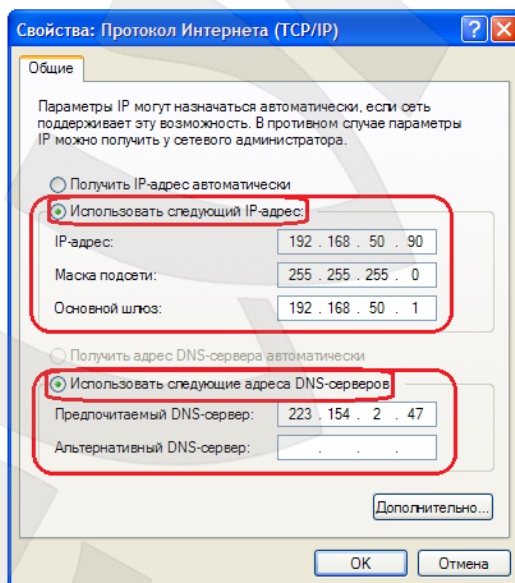 Свойства: Протокол Интернета (TCP/IP)
Общие
Параметры IP могут назначаться автоматически, если сеть
поддерживает эту возможность. В противном случае параметры
IP можно получить у сетевого администратора.
Получить IP-адрес автоматически
Использовать следующий IP-адрес:
IP-адрес: 192 . 168 . 50 . 90
Маска подсети: 255 . 255 . 255 . 0
Основной шлюз: 192 . 168 . 50 . 1
Получить адрес DNS-сервера автоматически
Использовать следующие адреса DNS-серверов
Предпочитаемый DNS-сервер: 223 . 154 . 2 . 47
Альтернативный DNS-сервер: . . .
Дополнительно...
OK Отмена